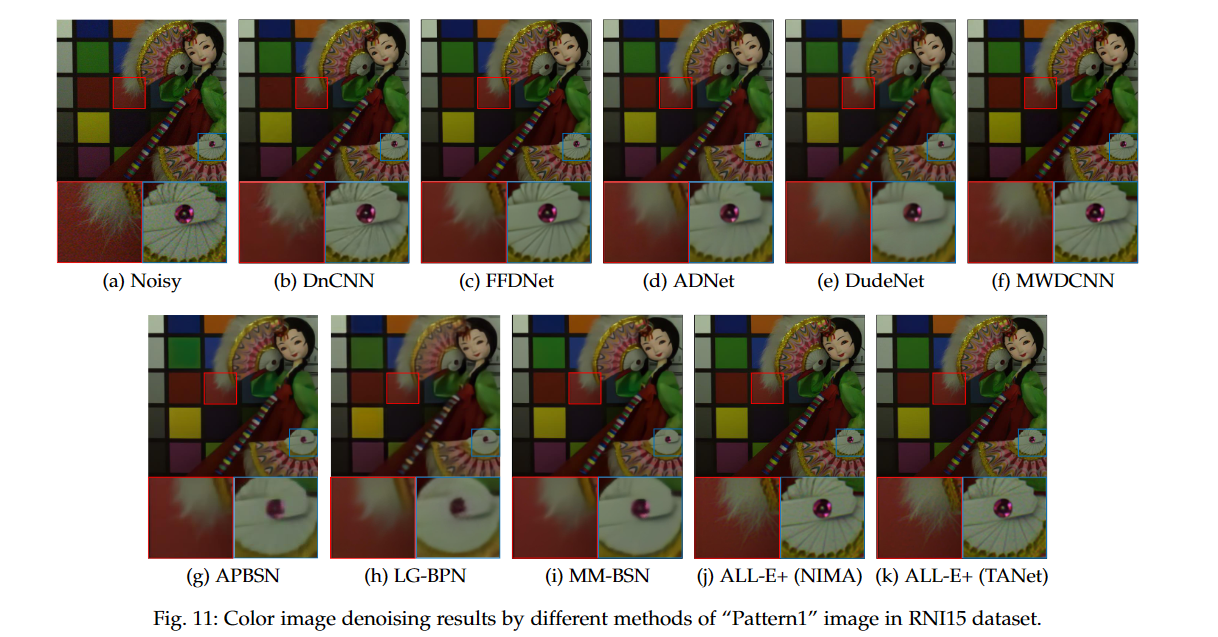 (a) Noisy (b) DnCNN (c) FFDNet (d) ADNet (e) DudeNet (f) MWDCNN
(g) APBSN (h) LG-BPN (i) MM-BSN (j) ALL-E+ (NIMA) (k) ALL-E+ (TANet)
Fig. 11: Color image denoising results by different methods of “Pattern1” image in RNI15 dataset.